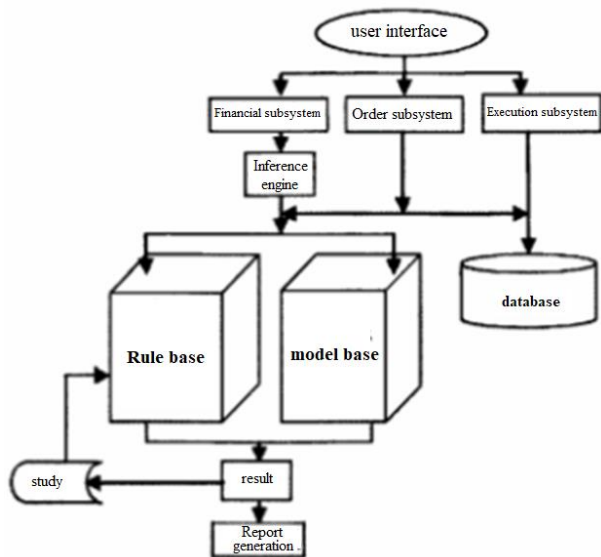 user interface
Financial subsystem
Order subsystem
Execution subsystem
Inference
engine
database
Rule base
model base
study
result
Report
generation .